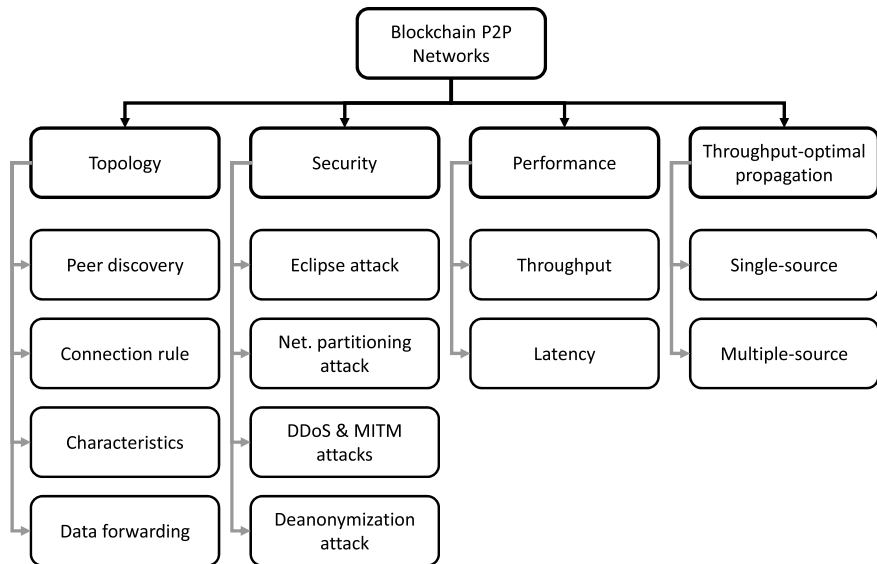 Blockchain P2P
Networks
Topology
Security
Performance
Throughput-optimal
propagation
Peer discovery
Eclipse attack
Throughput
Single-source
Connection rule
Net. partitioning
attack
Latency
Multiple-source
Characteristics
DDoS & MITM
attacks
Data forwarding
Deanonymization
attack